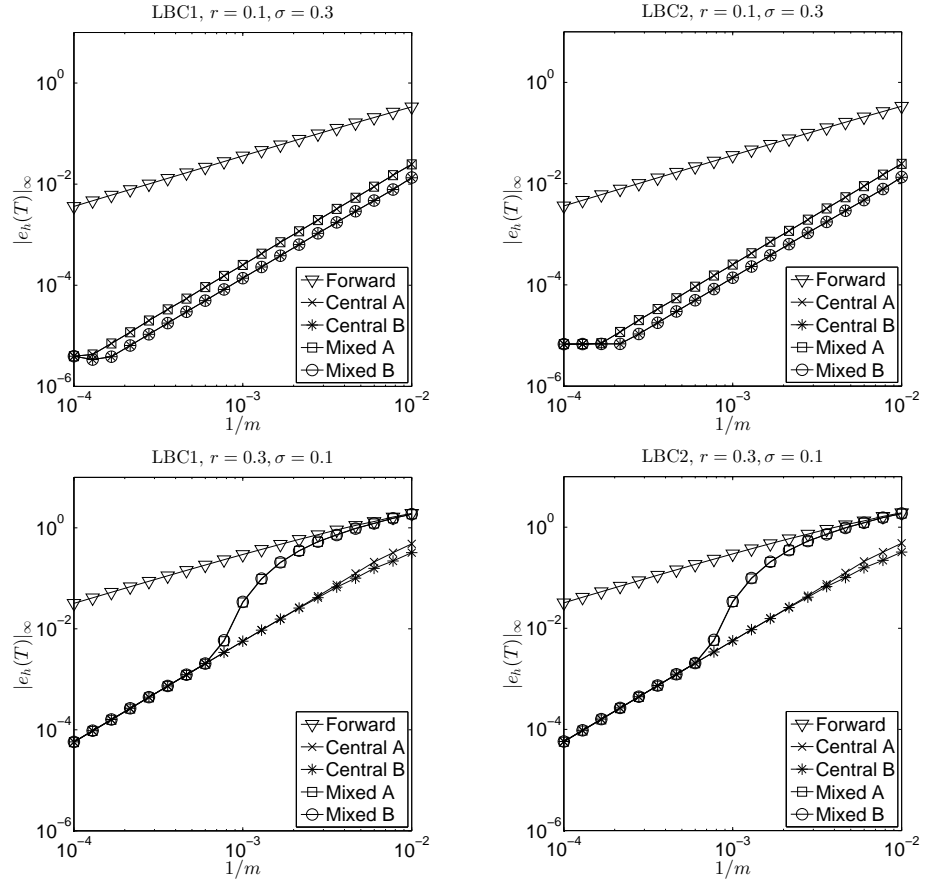 LBC1, r = 0.1, σ = 0.3
|e_h(T)|_∞
10^0
10^−2
10^−4
10^−6
Forward
Central A
Central B
Mixed A
Mixed B
10^−4 10^−3 10^−2
1/m
LBC2, r = 0.1, σ = 0.3
|e_h(T)|_∞
10^0
10^−2
10^−4
10^−6
Forward
Central A
Central B
Mixed A
Mixed B
10^−4 10^−3 10^−2
1/m
LBC1, r = 0.3, σ = 0.1
|e_h(T)|_∞
10^0
10^−2
10^−4
10^−6
Forward
Central A
Central B
Mixed A
Mixed B
10^−4 10^−3 10^−2
1/m
LBC2, r = 0.3, σ = 0.1
|e_h(T)|_∞
10^0
10^−2
10^−4
10^−6
Forward
Central A
Central B
Mixed A
Mixed B
10^−4 10^−3 10^−2
1/m